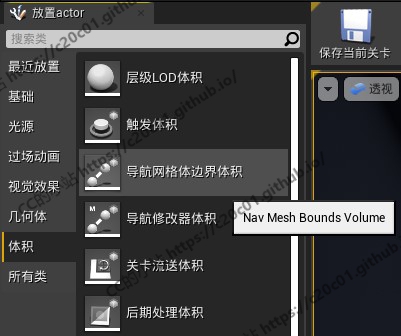 放置actor
搜索类
保存当前关卡
最近放置
基础
光源
过场动画
视觉效果
几何体
体积
所有类
层级LOD体积
触发体积
导航网格体边界体积
导航修改器体积
关卡流送体积
后期处理体积
透视
M
Nav Mesh Bounds Volume
https://c20c01.github.io/